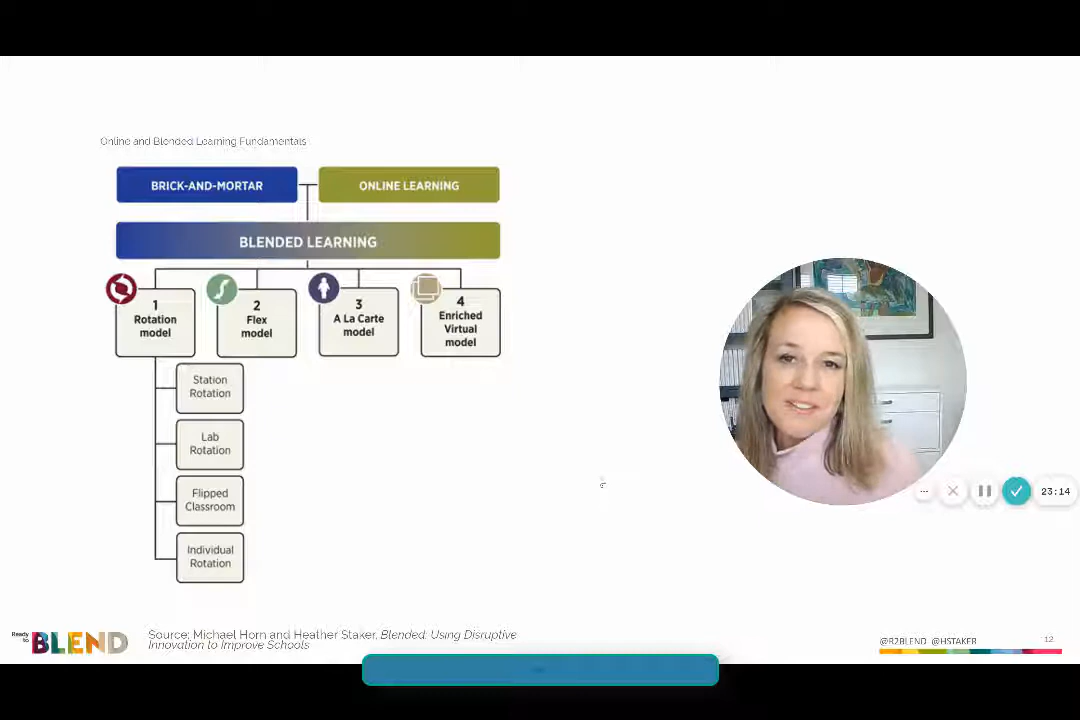 Online and Blended Learning Fundamentals
BRICK-AND-MORTAR
ONLINE LEARNING
BLENDED LEARNING
1
Rotation
model
2
Flex
model
3
A La Carte
model
4
Enriched
Virtual
model
Station
Rotation
Lab
Rotation
Flipped
Classroom
Individual
Rotation
23:14
Ready
to
BLEND
Source: Michael Horn and Heather Staker, Blended: Using Disruptive
Innovation to Improve Schools
@R2BLEND @HSTAKER
12